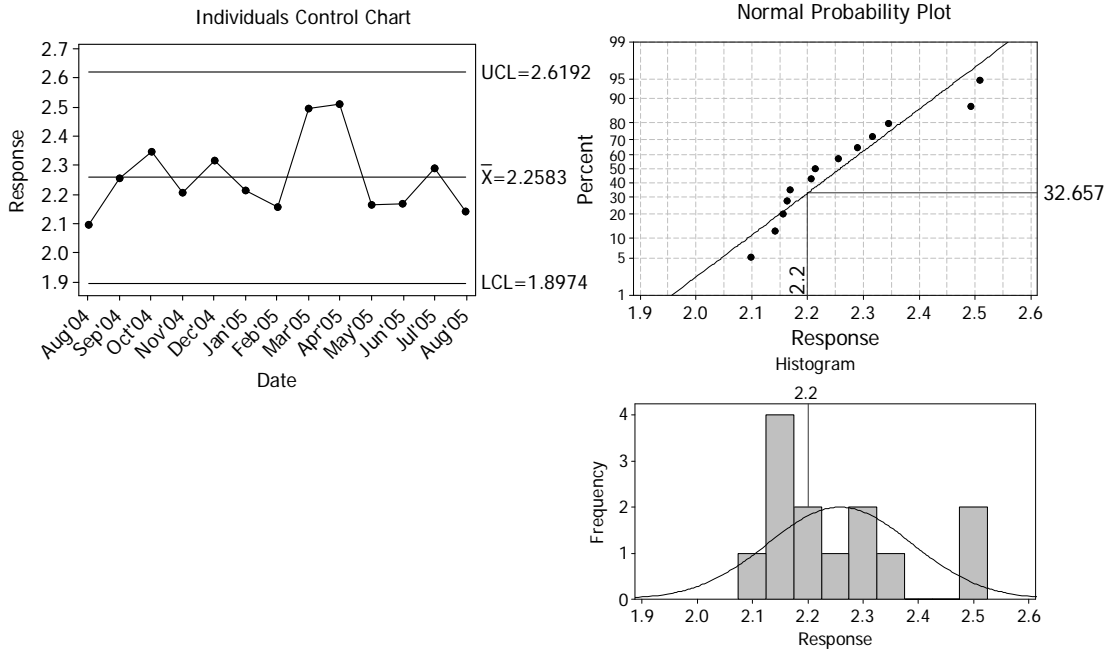 Individuals Control Chart
Response
2.7
2.6
2.5
2.4
2.3
2.2
2.1
2.0
1.9
UCL=2.6192
X̅=2.2583
LCL=1.8974
Aug'04
Sep'04
Oct'04
Nov'04
Dec'04
Jan'05
Feb'05
Mar'05
Apr'05
May'05
Jun'05
Jul'05
Aug'05
Date
Normal Probability Plot
Percent
99
95
90
80
70
60
50
40
30
20
10
5
1
32.657
2.2
1.9 2.0 2.1 2.2 2.3 2.4 2.5 2.6
Response
Histogram
2.2
Frequency
4
3
2
1
0
1.9 2.0 2.1 2.2 2.3 2.4 2.5 2.6
Response